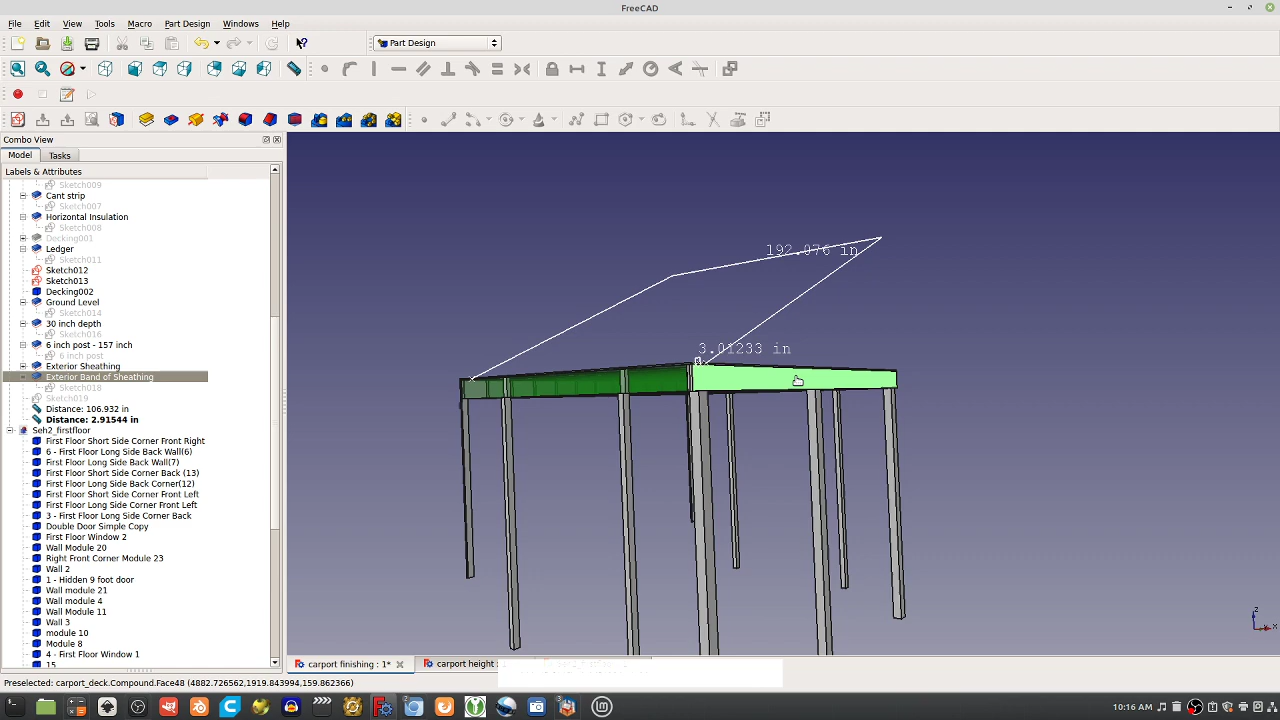 FreeCAD
File Edit View Tools Macro Part Design Windows Help
Part Design
Combo View
Model Tasks
Labels & Attributes
Sketch009
Cant strip
Sketch007
Horizontal Insulation
Sketch008
Decking001
Ledger
Sketch011
Sketch012
Sketch013
Decking002
Ground Level
Sketch014
30 inch depth
Sketch016
6 inch post - 157 inch
6 inch post
Exterior Sheathing
Exterior Band of Sheathing
Sketch018
Sketch019
Distance: 106.932 in
Distance: 2.91544 in
Seh2_firstfloor
First Floor Short Side Corner Front Right
6 - First Floor Long Side Back Wall(6)
First Floor Long Side Back Wall(7)
First Floor Short Side Corner Back (13)
First Floor Long Side Back Corner(12)
First Floor Short Side Corner Front Left
First Floor Long Side Corner Front Left
3 - First Floor Long Side Corner Back
Double Door Simple Copy
First Floor Window 2
Wall Module 20
Right Front Corner Module 23
Wall 2
1 - Hidden 9 foot door
Wall module 21
Wall module 4
Wall Module 11
Wall 3
module 10
Module 8
4 - First Floor Window 1
15
192.076 in
3.01233 in
Z
X
carport finishing : 1*
carport height
Preselected: carport_deck.Compound.Face48 (4882.726562,1919.843994,159.862366)
10:16 AM